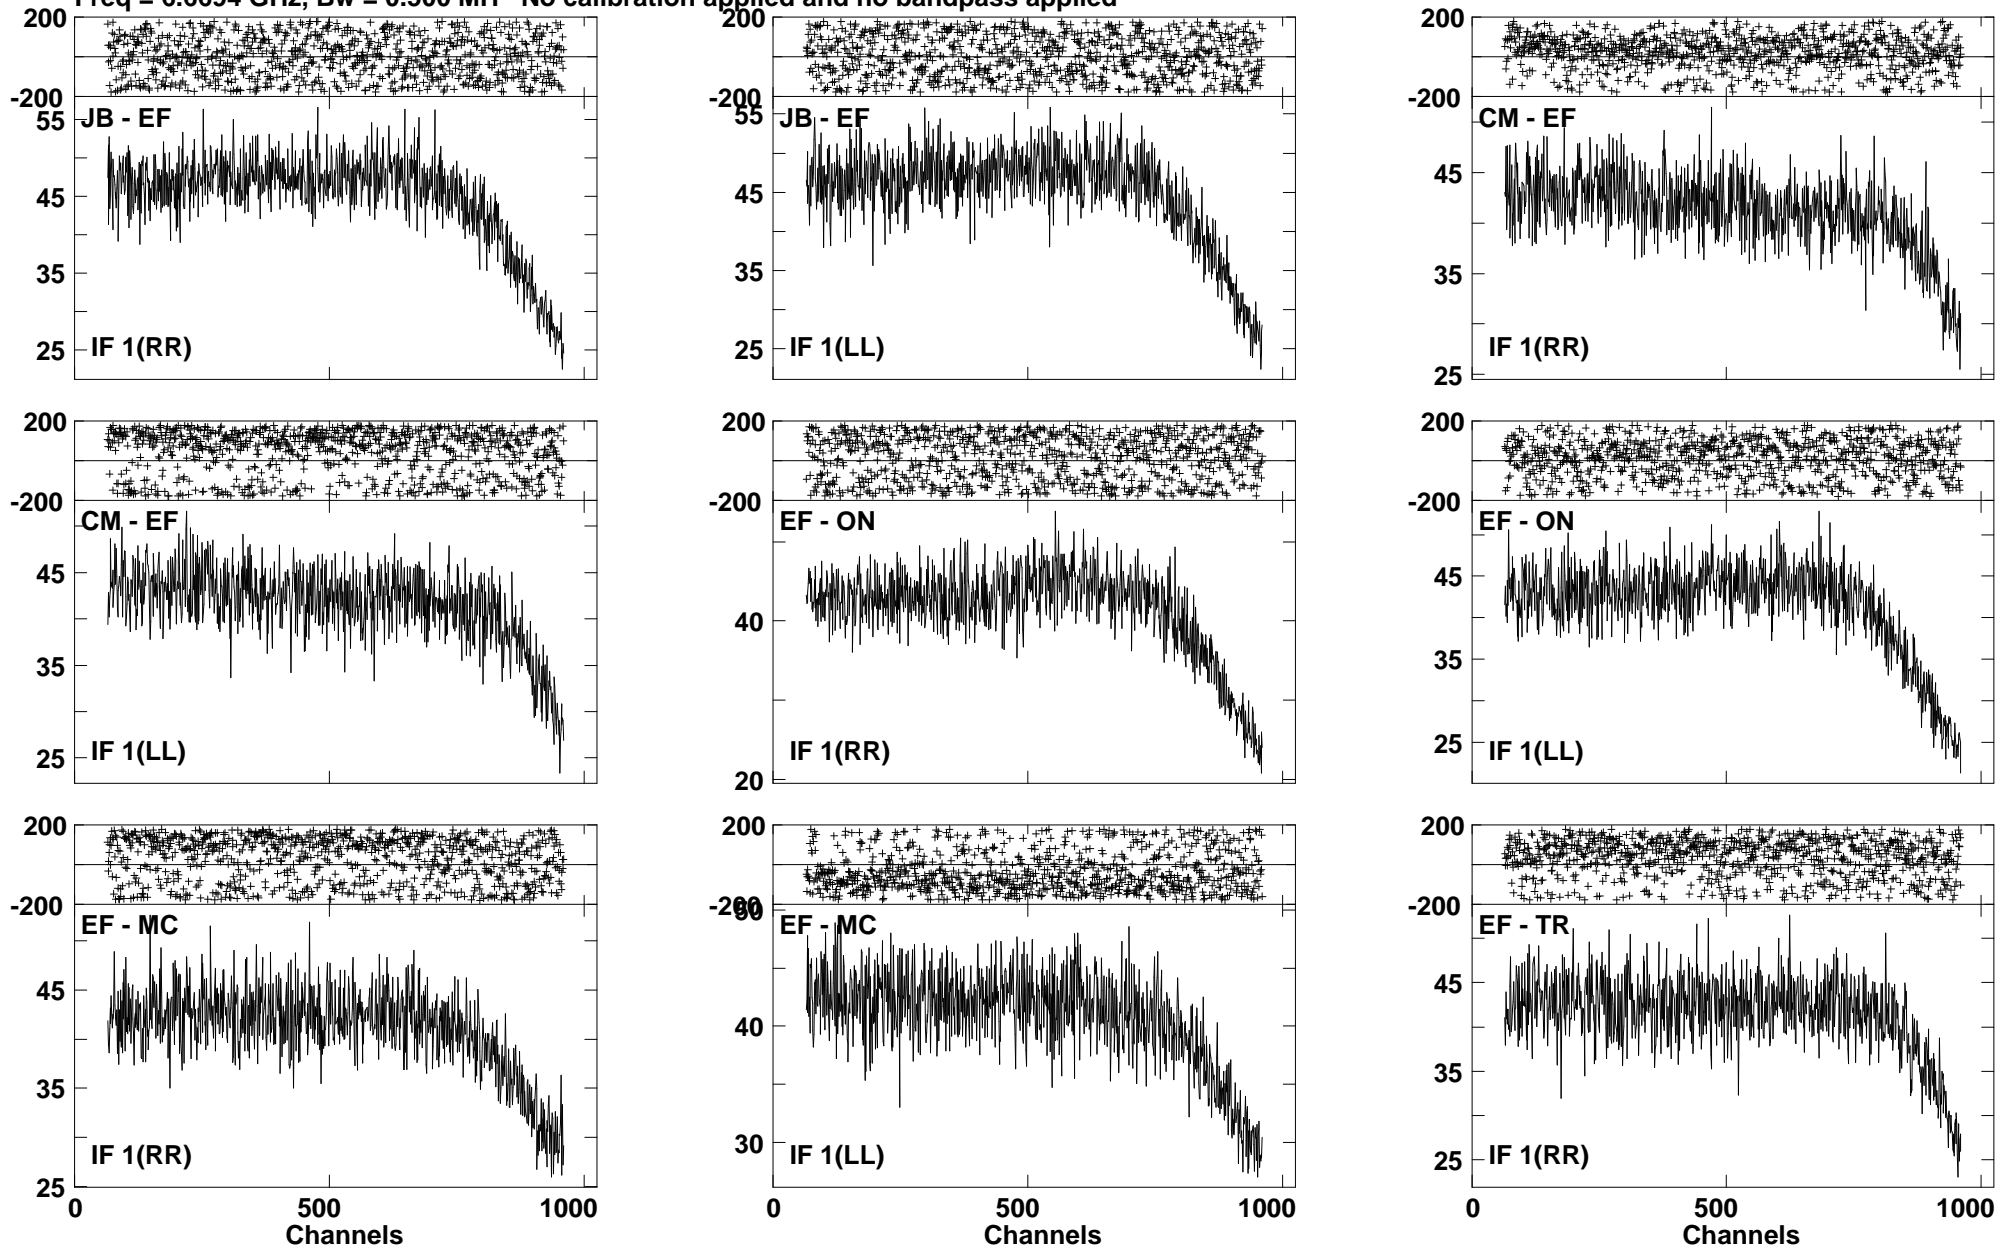 No calibration applied and no bandpass applied
200
-200
JB - EF
55
45
35
25
IF 1(RR)
200
-200
JB - EF
55
45
35
25
IF 1(LL)
200
-200
CM - EF
45
35
25
IF 1(RR)
200
-200
CM - EF
45
35
25
IF 1(LL)
200
-200
EF - ON
40
20
IF 1(RR)
200
-200
EF - ON
45
35
25
IF 1(LL)
200
-200
EF - MC
45
35
25
IF 1(RR)
0 500 1000
Channels
200
-200
50
EF - MC
40
30
IF 1(LL)
0 500 1000
Channels
200
-200
EF - TR
45
35
25
IF 1(RR)
0 500 1000
Channels